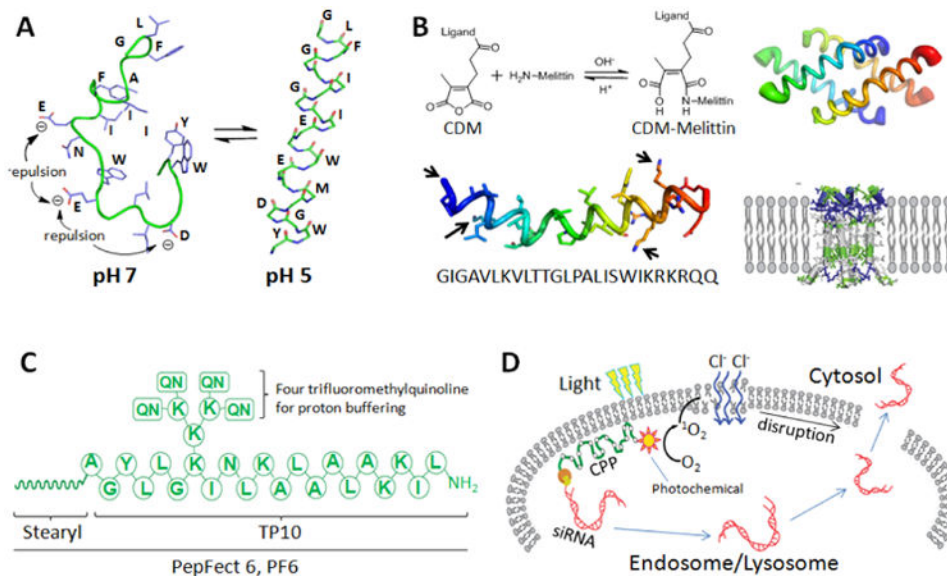 A
L
G
F
F
A
E
I
I
I
Y
N
W
W
repulsion
E
repulsion
D
pH 7
G
L
F
G
I
E
I
E
W
M
D
G
Y
W
pH 5
B
Ligand
CDM
+ H₂N–Melittin
OH⁻
H⁺
Ligand
O
O
O
O
O
O
OH
NH
Melittin
CDM-Melittin
GIGAVLKVLTTGLPALISWIKRKRQQ
C
QN QN
QN K K QN
K
Four trifluoromethylquinoline
for proton buffering
A Y L K N K L A A K L NH₂
G L G I L A A L K I
Stearyl
TP10
PepFect 6, PF6
D
Light
Cl⁻ Cl⁻
Cytosol
¹O₂
disruption
O₂
CPP
Photochemical
siRNA
Endosome/Lysosome